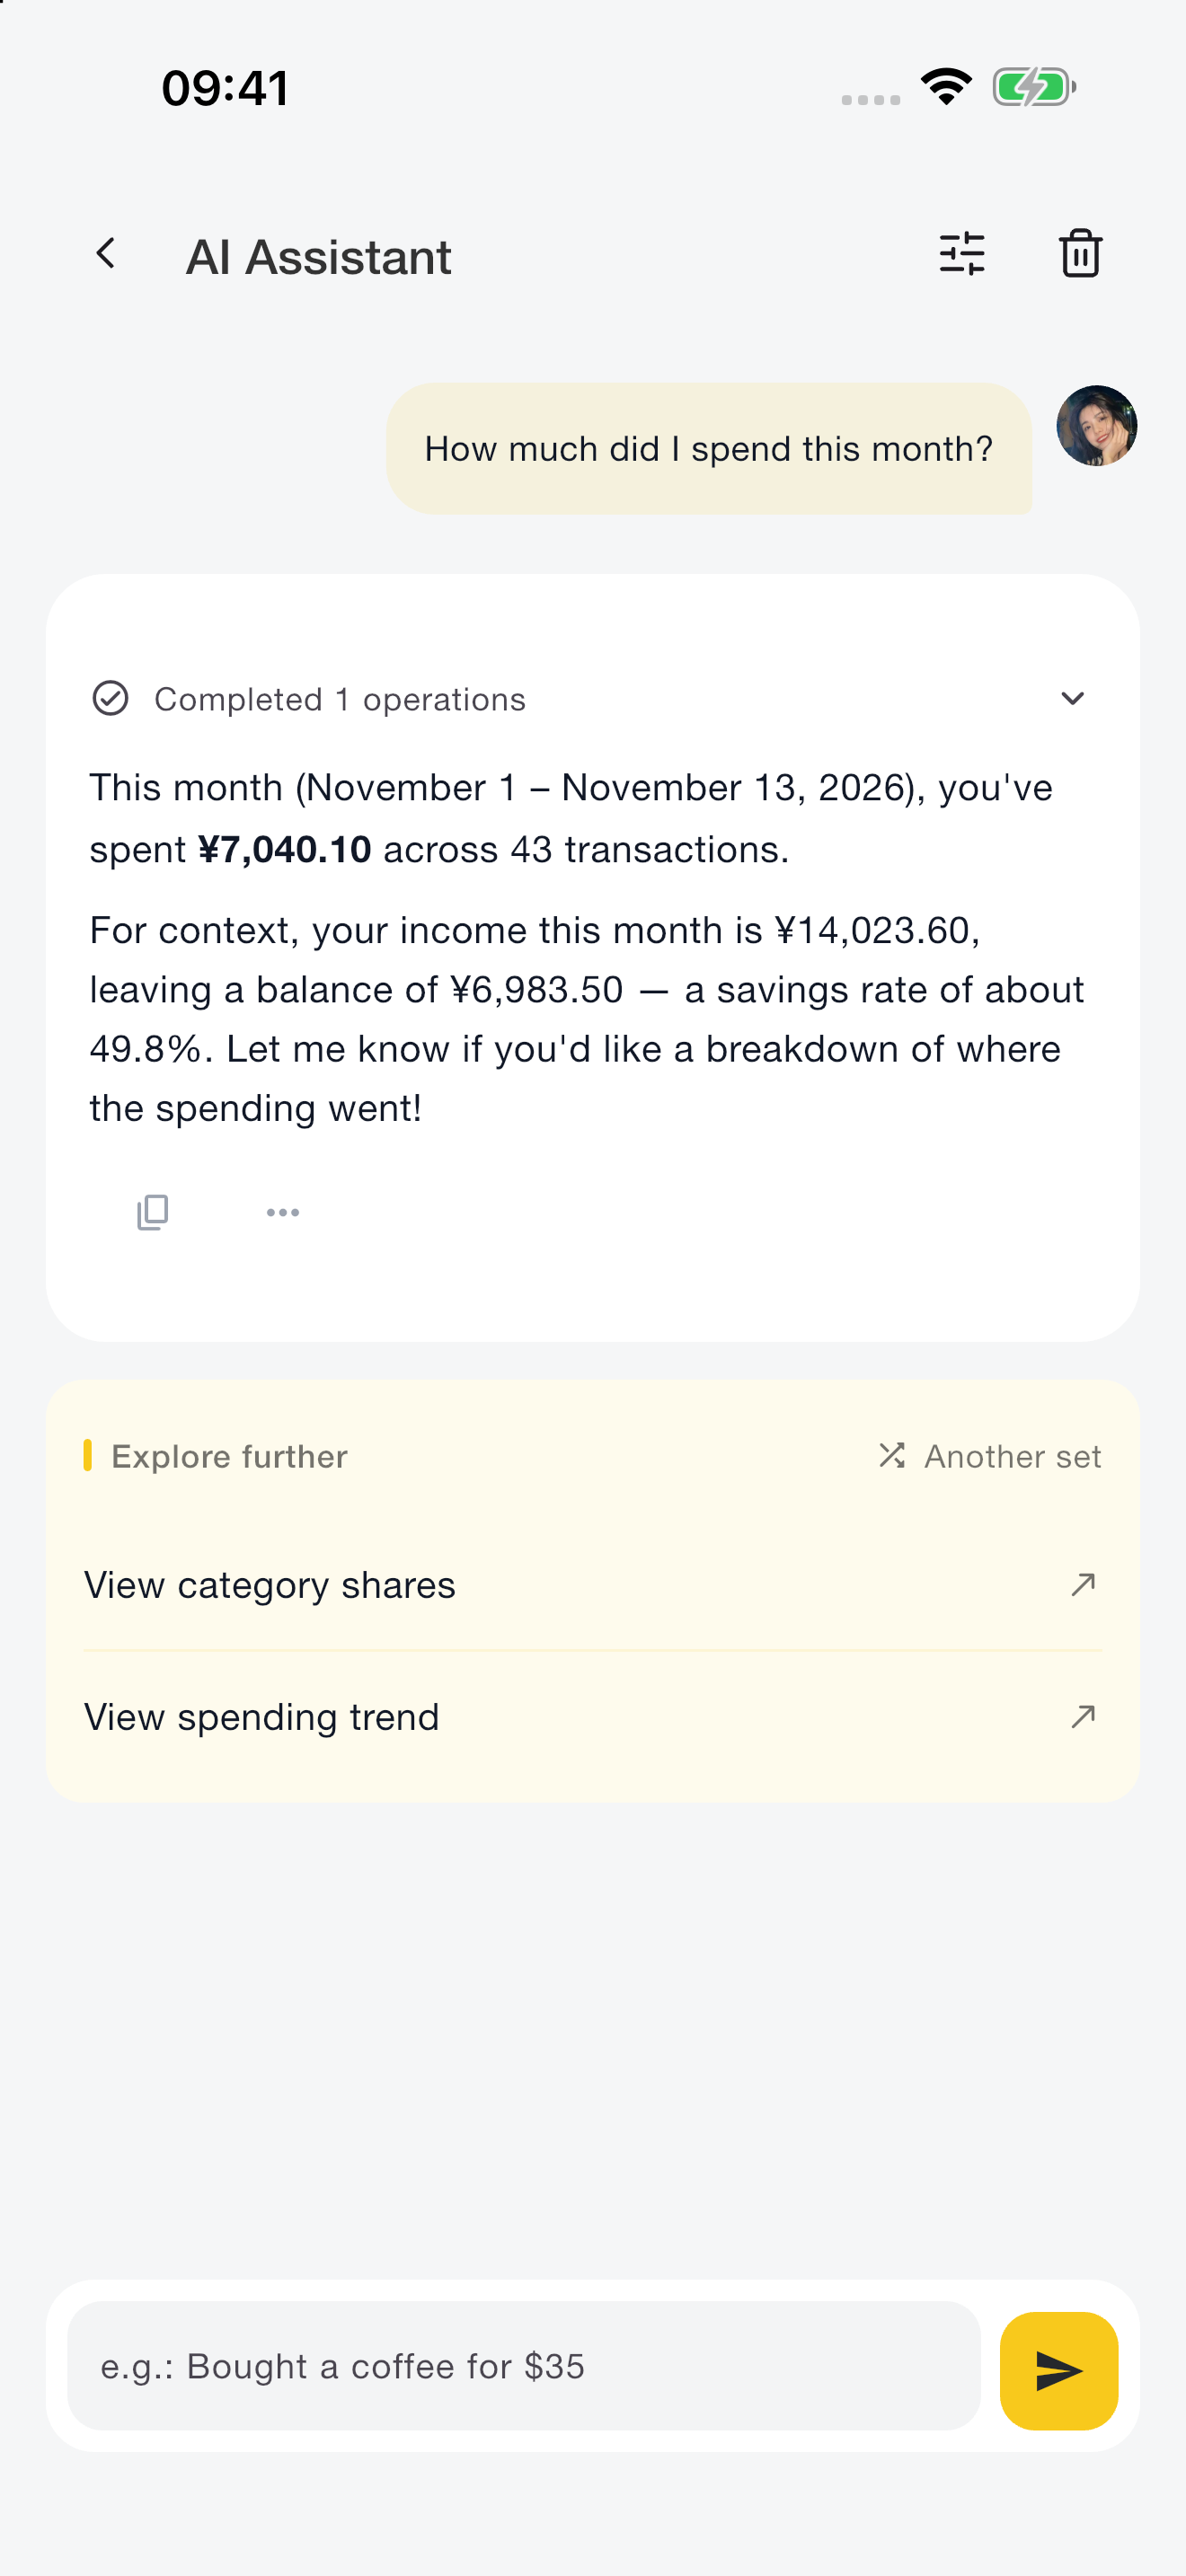 09:41
AI Assistant
How much did I spend this month?
Completed 1 operations
This month (November 1 – November 13, 2026), you've
spent ¥7,040.10 across 43 transactions.
For context, your income this month is ¥14,023.60,
leaving a balance of ¥6,983.50 — a savings rate of about
49.8%. Let me know if you'd like a breakdown of where
the spending went!
Explore further
Another set
View category shares
View spending trend
e.g.: Bought a coffee for $35